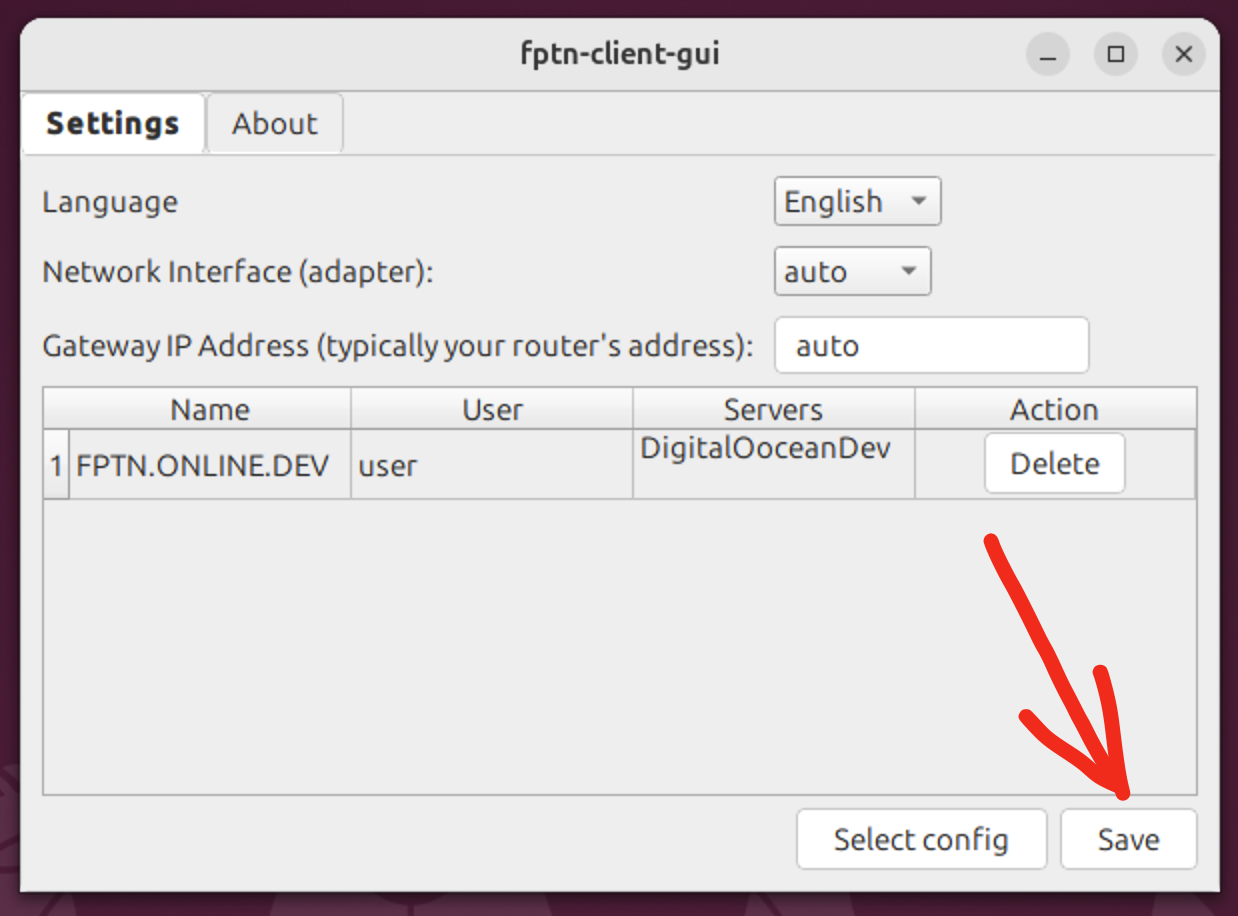 fptn-client-gui
Settings About
Language English
Network Interface (adapter): auto
Gateway IP Address (typically your router's address): auto
Name User Servers Action
1 FPTN.ONLINE.DEV user DigitalOoceanDev Delete
Select config Save